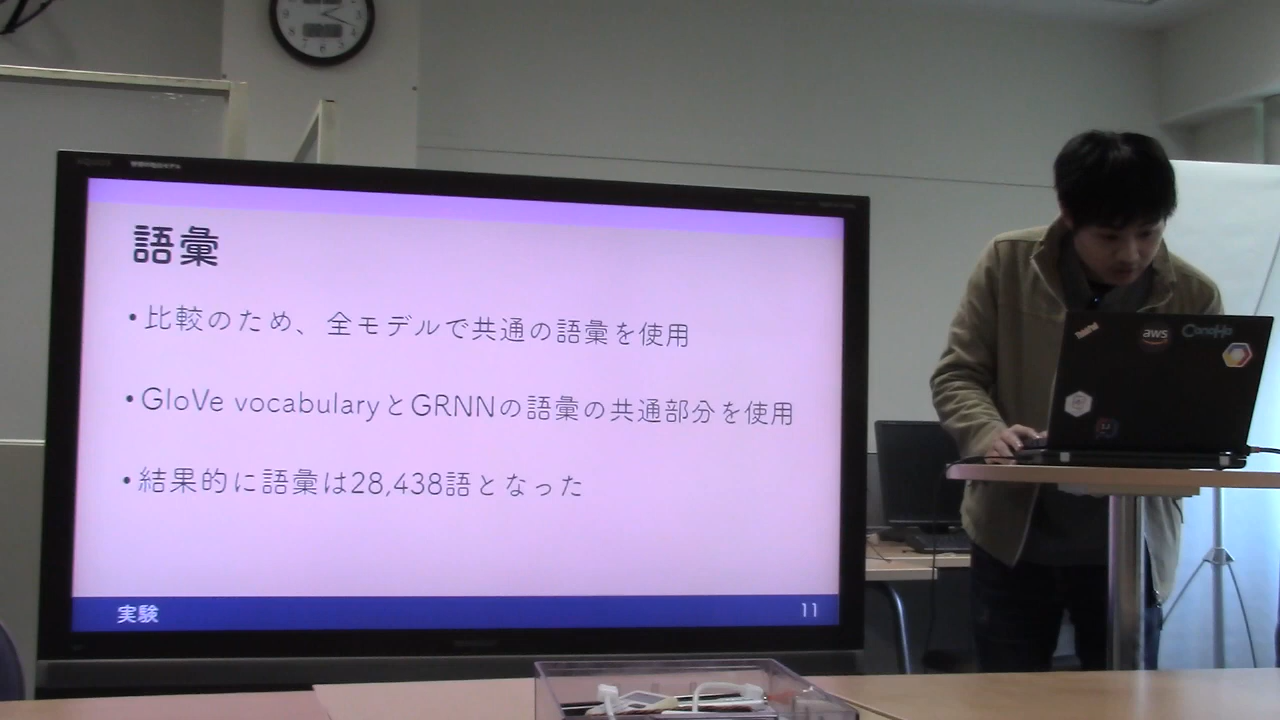 語彙
•比較のため、全モデルで共通の語彙を使用
•GloVe vocabularyとGRNNの語彙の共通部分を使用
•結果的に語彙は28,438語となった
実験
11
ThinkPad
aws
ConoHa
IJ